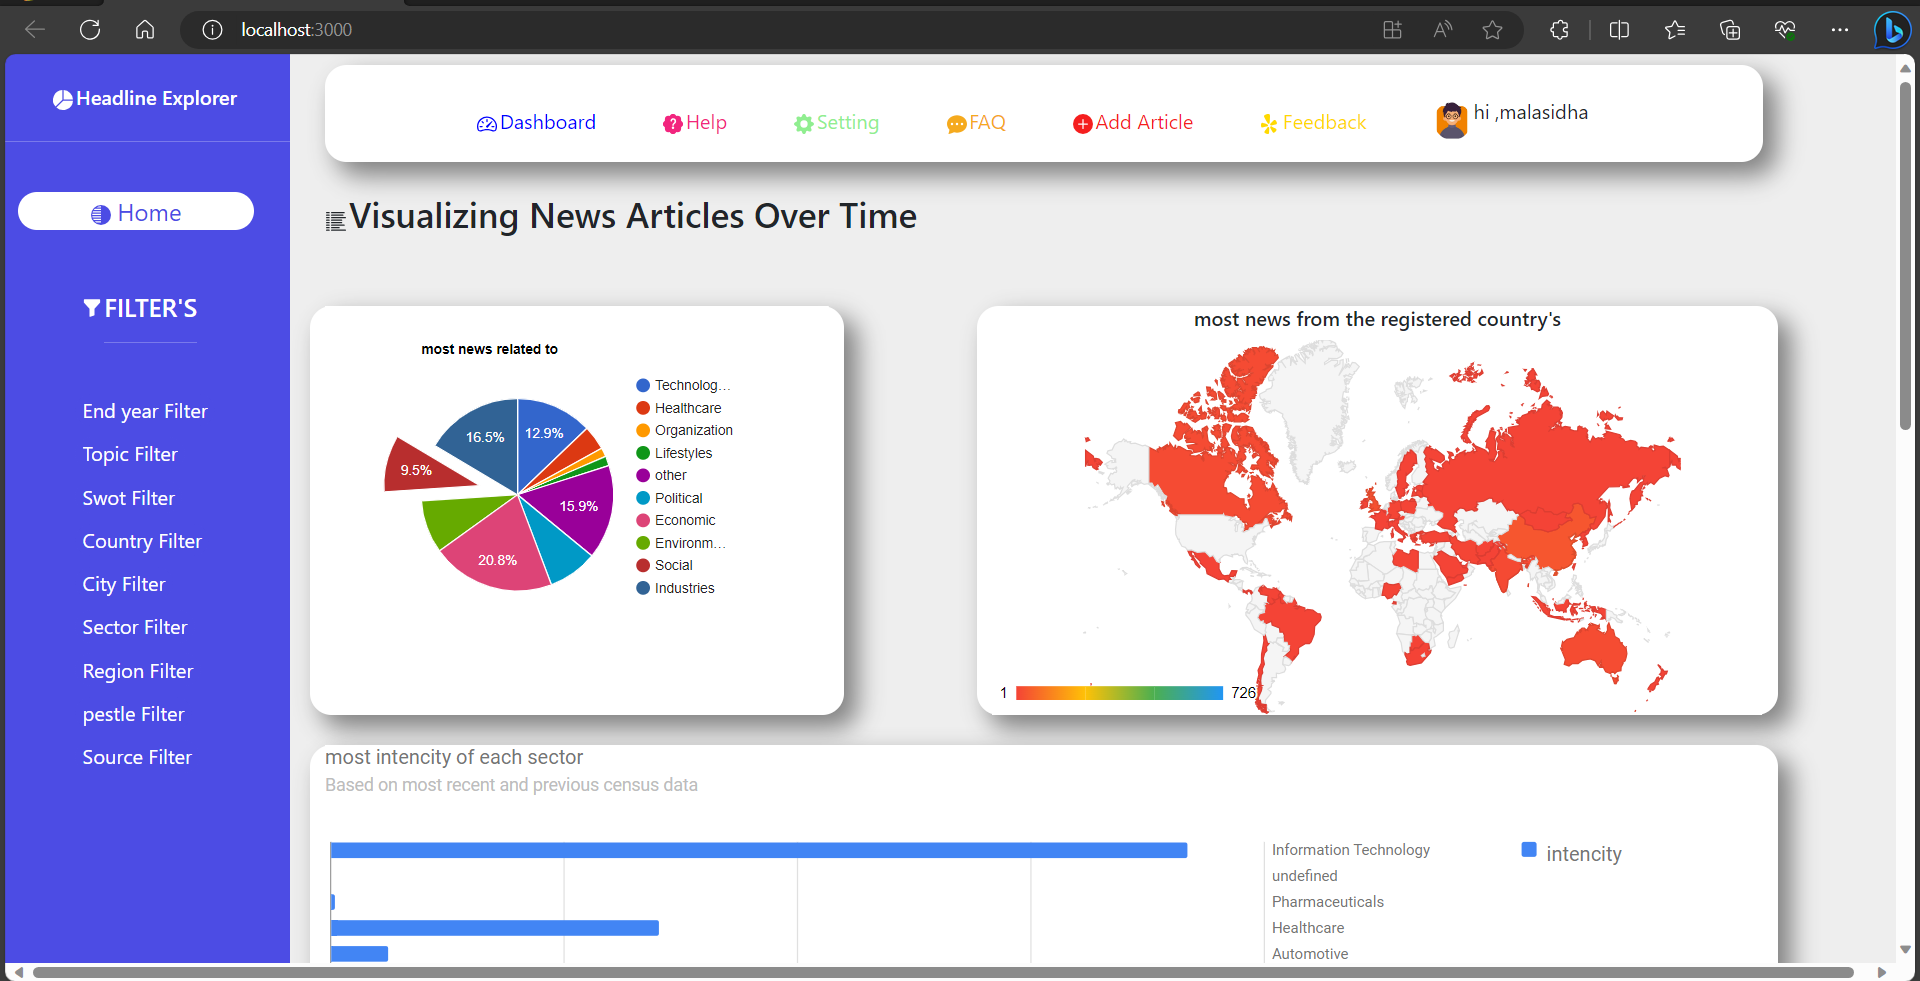 localhost:3000
Headline Explorer
Home
FILTER'S
End year Filter
Topic Filter
Swot Filter
Country Filter
City Filter
Sector Filter
Region Filter
pestle Filter
Source Filter
Dashboard
Help
Setting
FAQ
Add Article
Feedback
hi ,malasidha
Visualizing News Articles Over Time
most news related to
16.5%
12.9%
9.5%
15.9%
20.8%
Technolog...
Healthcare
Organization
Lifestyles
other
Political
Economic
Environm...
Social
Industries
most news from the registered country's
1
726
most intencity of each sector
Based on most recent and previous census data
Information Technology
undefined
Pharmaceuticals
Healthcare
Automotive
intencity